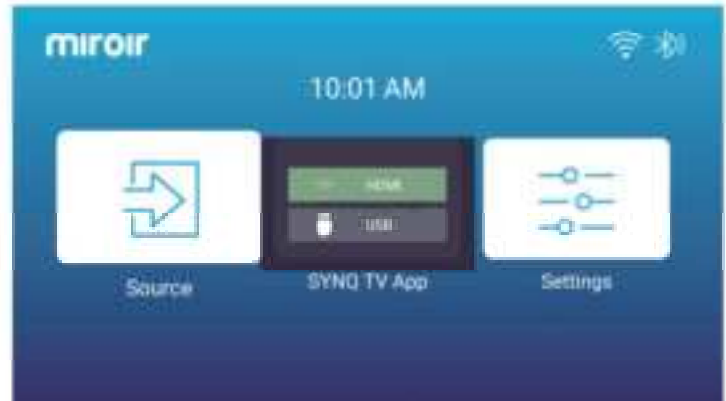 miroir
10:01 AM
HDMI
USB
Source
SYNQ TV App
Settings